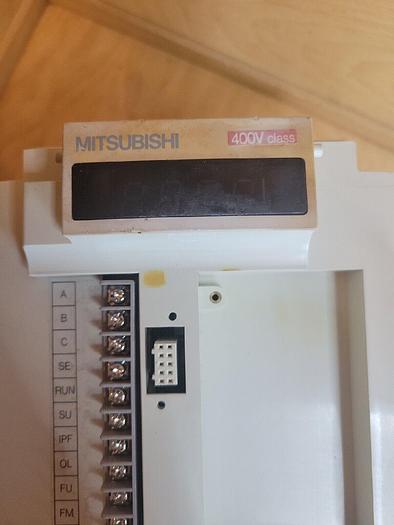 MITSUBISHI
400V class
A
B
C
SE
RUN
SU
IPF
OL
FU
FM